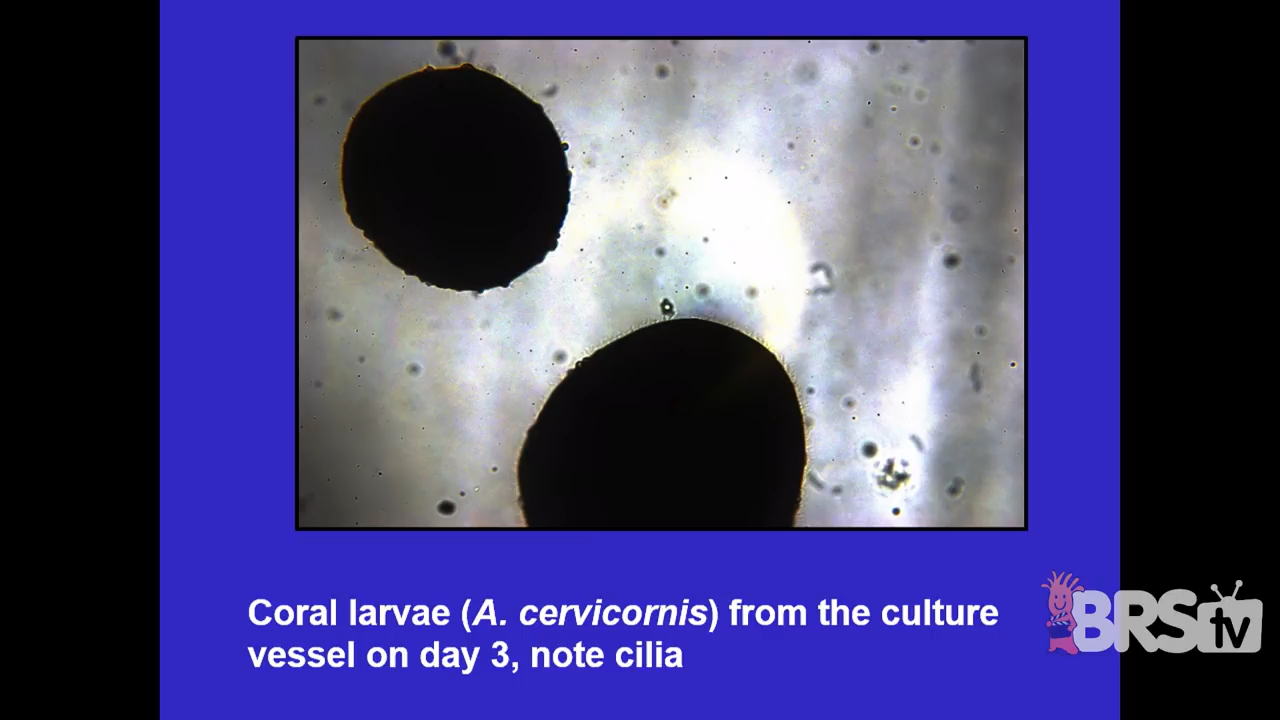 Coral larvae (A. cervicornis) from the culture
vessel on day 3, note cilia
BRStv